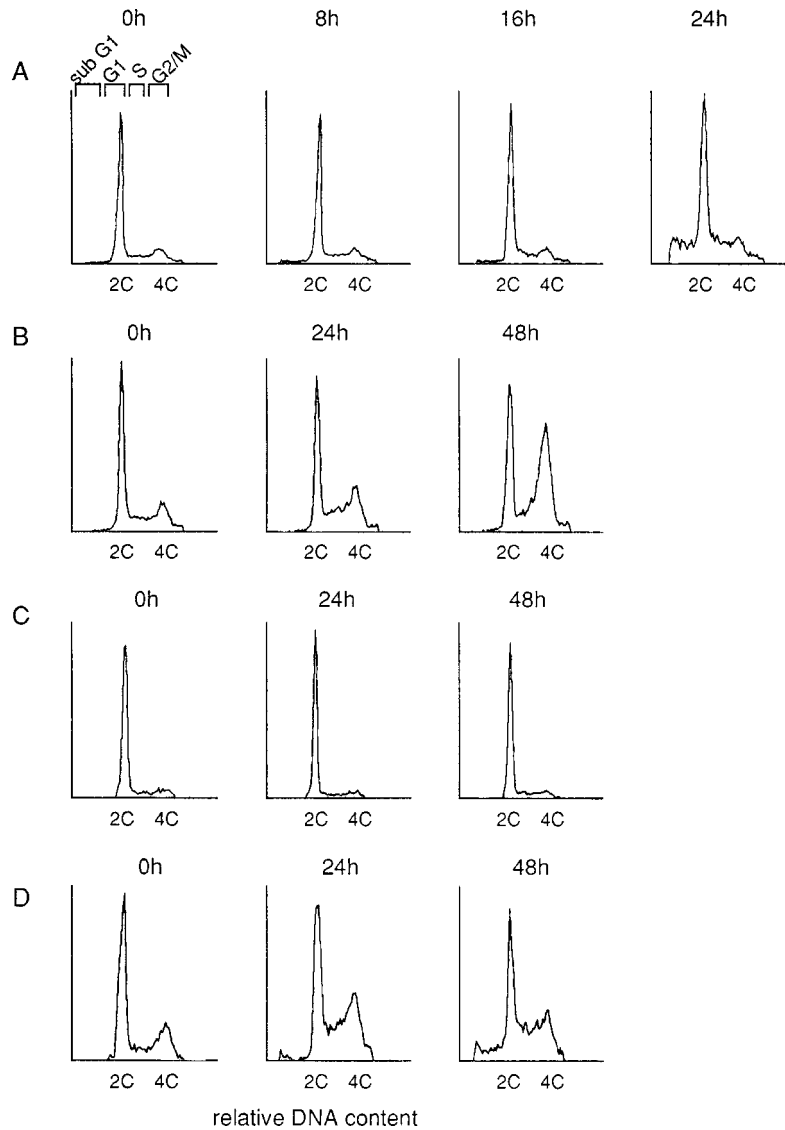 0h 8h 16h 24h
A
sub G1 G1 S G2/M
2C 4C 2C 4C 2C 4C 2C 4C
B
0h 24h 48h
2C 4C 2C 4C 2C 4C
C
0h 24h 48h
2C 4C 2C 4C 2C 4C
D
0h 24h 48h
2C 4C 2C 4C 2C 4C
relative DNA content